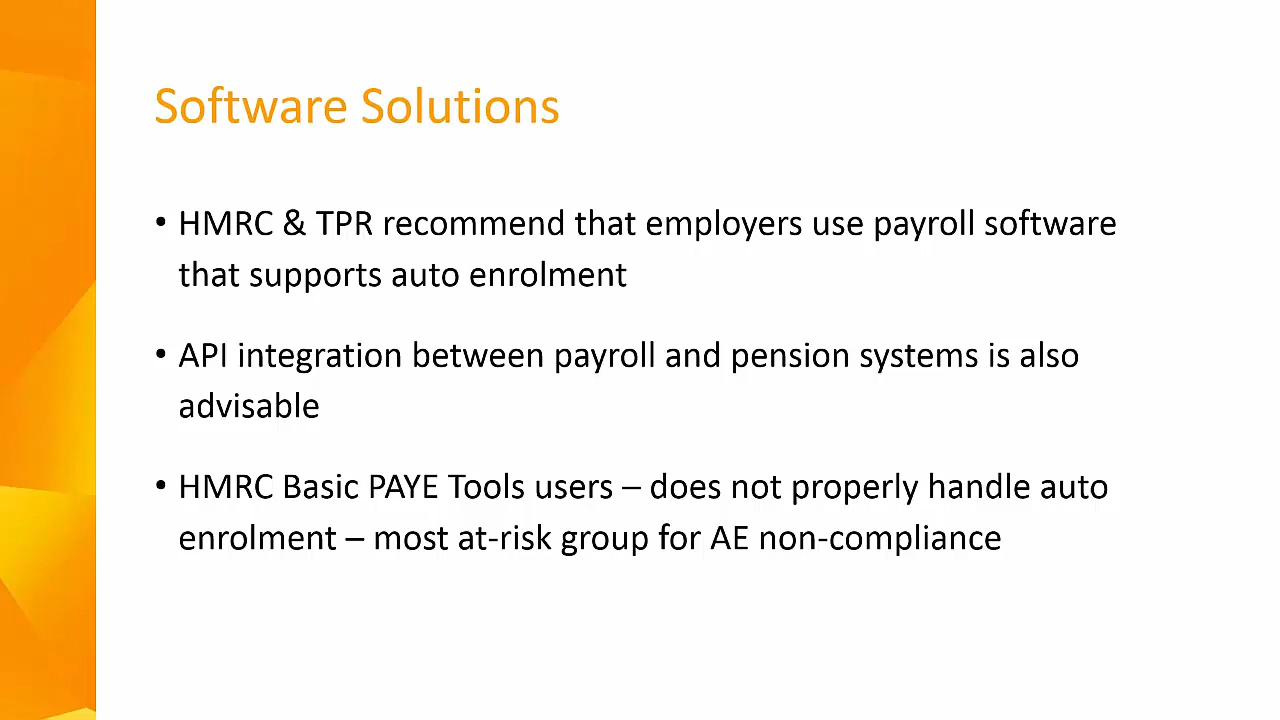 Software Solutions
• HMRC & TPR recommend that employers use payroll software
that supports auto enrolment
• API integration between payroll and pension systems is also
advisable
• HMRC Basic PAYE Tools users – does not properly handle auto
enrolment – most at-risk group for AE non-compliance